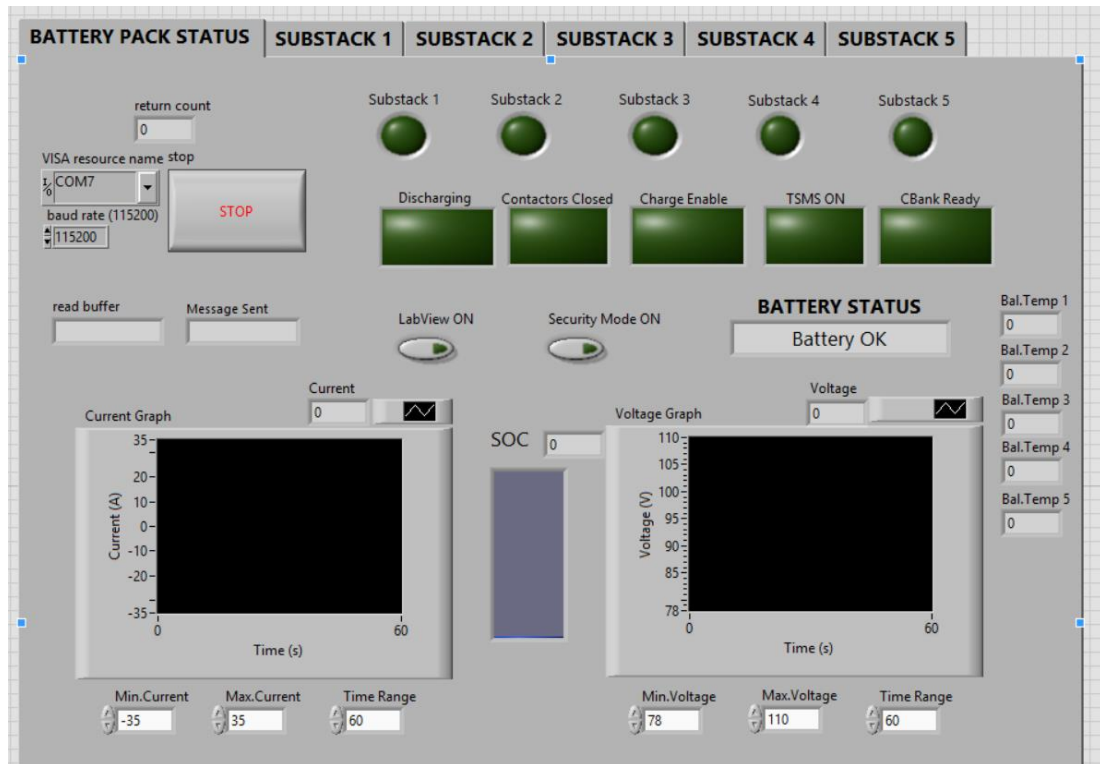 BATTERY PACK STATUS SUBSTACK 1 SUBSTACK 2 SUBSTACK 3 SUBSTACK 4 SUBSTACK 5
return count
0
VISA resource name
COM7
baud rate (115200)
115200
stop
STOP
Substack 1 Substack 2 Substack 3 Substack 4 Substack 5
Discharging Contactors Closed Charge Enable TSMS ON CBank Ready
read buffer
Message Sent
LabView ON
Security Mode ON
BATTERY STATUS
Battery OK
Bal.Temp 1
0
Bal.Temp 2
0
Bal.Temp 3
0
Bal.Temp 4
0
Bal.Temp 5
0
Current Graph
Current
0
35
20
10
0
-10
-20
-35
Current (A)
0 60
Time (s)
Min.Current Max.Current Time Range
-35 35 60
SOC
0
Voltage Graph
Voltage
0
110
105
100
95
90
85
78
Voltage (V)
0 60
Time (s)
Min.Voltage Max.Voltage Time Range
78 110 60